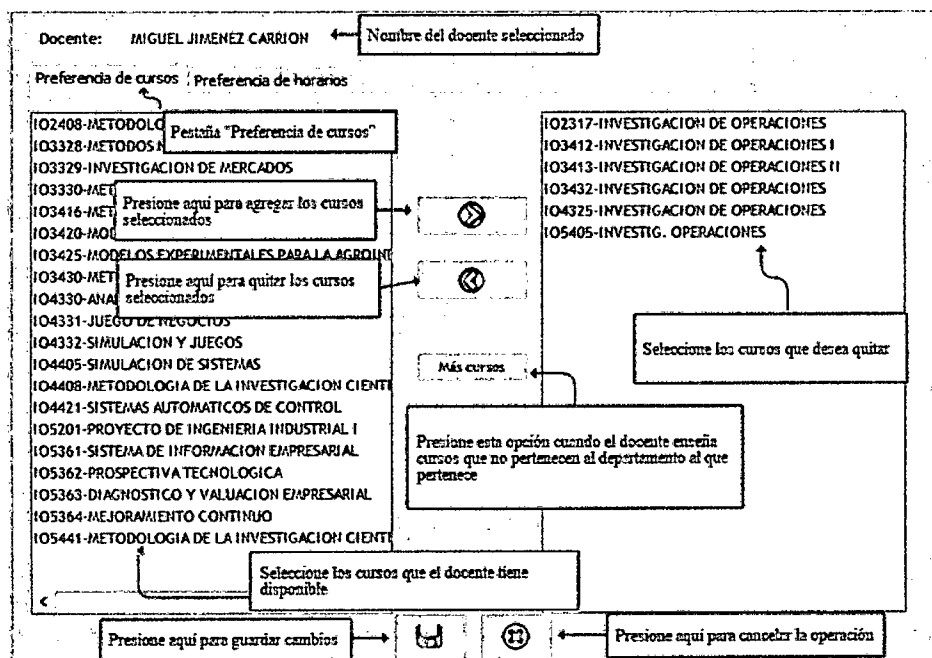 Docente: MIGUEL JIMENEZ CARRION
Nombre del docente seleccionado
Preferencia de cursos
Preferencia de horarios
IO2408-METODOLO
Pestaña "Preferencia de cursos"
IO3328-METODOS
IO3329-INVESTIGACION DE MERCADOS
IO3330-MET
IO3416-MET
IO3420-MOD
Presione aquí para agregar los cursos
seleccionados
IO3425-MODELOS EXPERIMENTALES PARA LA AGROIN
IO3430-MET
IO4330-ANA
Presione aquí para quitar los cursos
seleccionados
IO4331-JUEGO DE NEGOCIOS
IO4332-SIMULACION Y JUEGOS
IO4405-SIMULACION DE SISTEMAS
IO4408-METODOLOGIA DE LA INVESTIGACION CIENTI
IO4421-SISTEMAS AUTOMATICOS DE CONTROL
IO5201-PROYECTO DE INGENIERIA INDUSTRIAL I
IO5361-SISTEMA DE INFORMACION EMPRESARIAL
IO5362-PROSPECTIVA TECNOLOGICA
IO5363-DIAGNOSTICO Y VALUACION EMPRESARIAL
IO5364-MEJORAMIENTO CONTINUO
IO5441-METODOLOGIA DE LA INVESTIGACION CIENTI
Seleccione los cursos que el docente tiene
disponible
Más cursos
Presione esta opción cuando el docente enseña
cursos que no pertenecen al departamento al que
pertenece
IO2317-INVESTIGACION DE OPERACIONES
IO3412-INVESTIGACION DE OPERACIONES I
IO3413-INVESTIGACION DE OPERACIONES II
IO3432-INVESTIGACION DE OPERACIONES
IO4325-INVESTIGACION DE OPERACIONES
IO5405-INVESTIG. OPERACIONES
Seleccione los cursos que desea quitar
Presione aquí para guardar cambios
Presione aquí para cancelar la operación